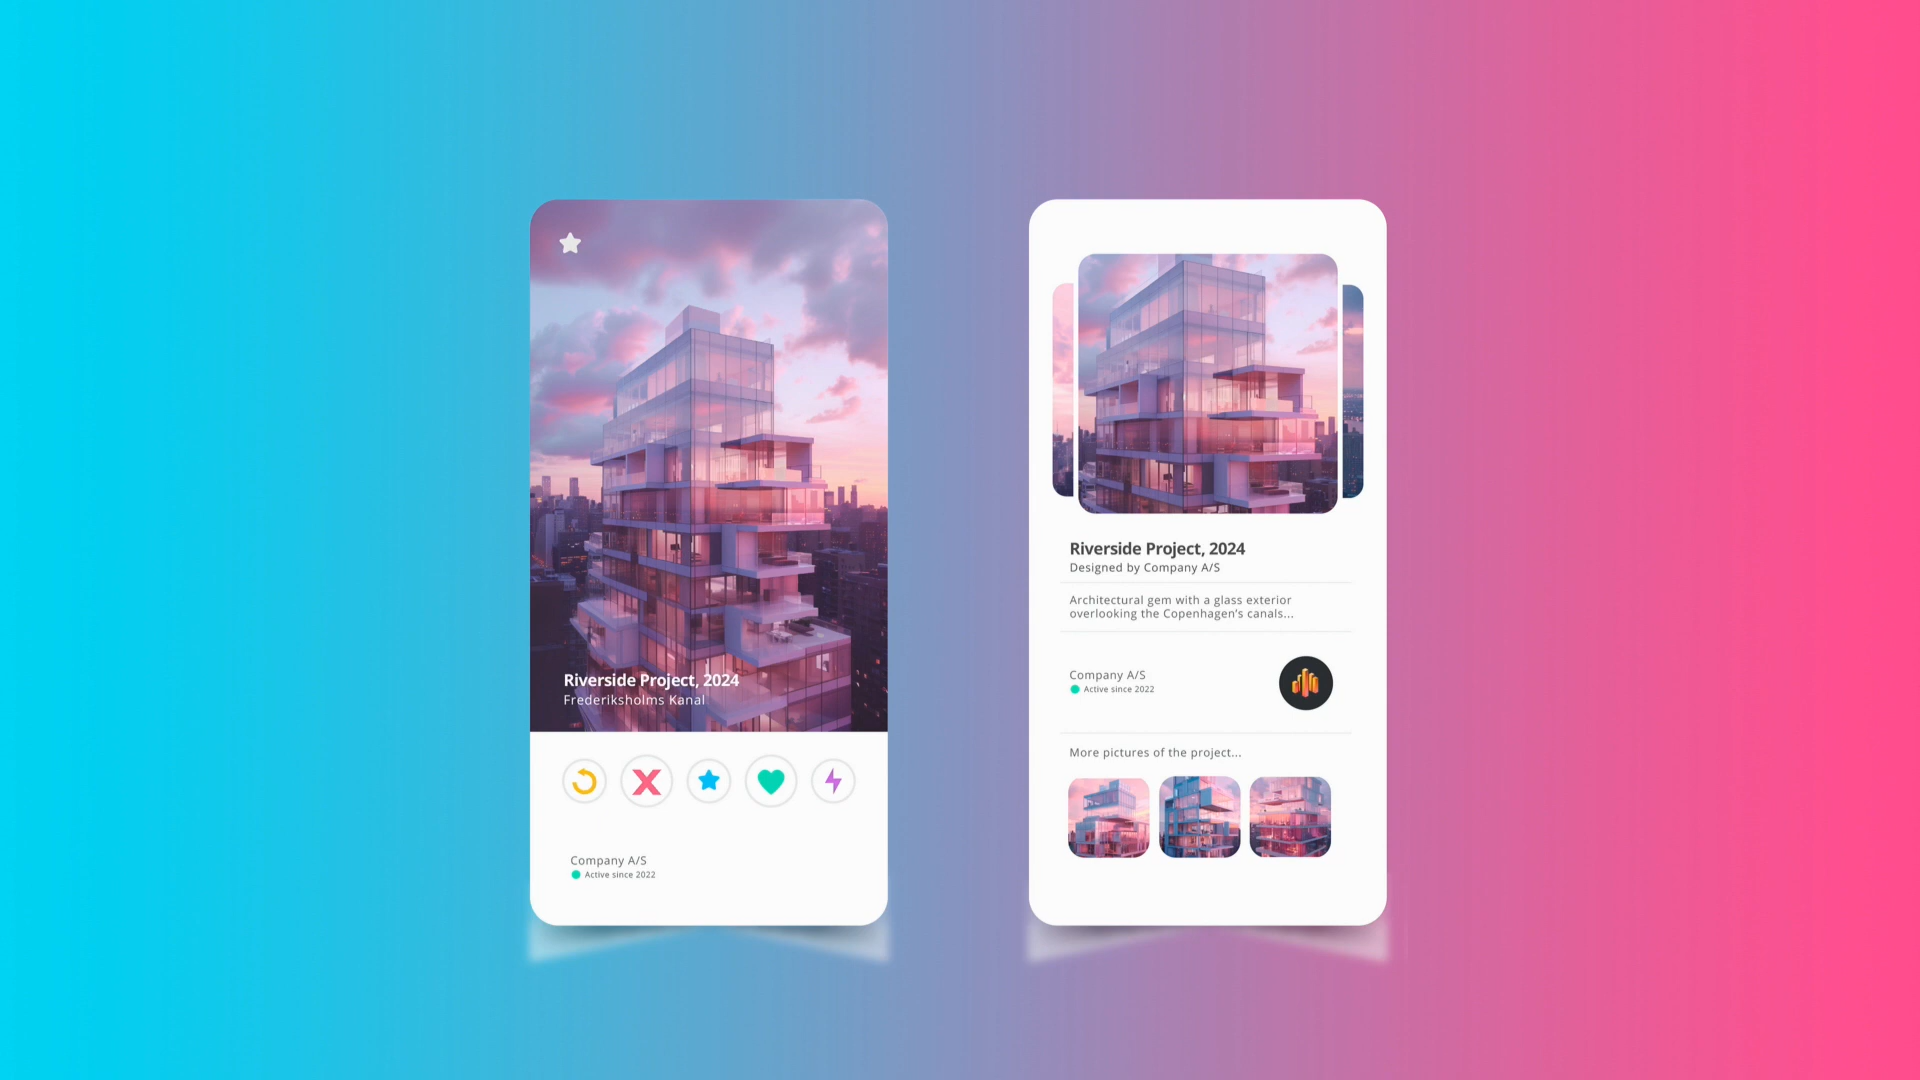 Riverside Project, 2024
Frederiksholms Kanal
Company A/S
Active since 2022
Riverside Project, 2024
Designed by Company A/S
Architectural gem with a glass exterior
overlooking the Copenhagen's canals...
Company A/S
Active since 2022
More pictures of the project...